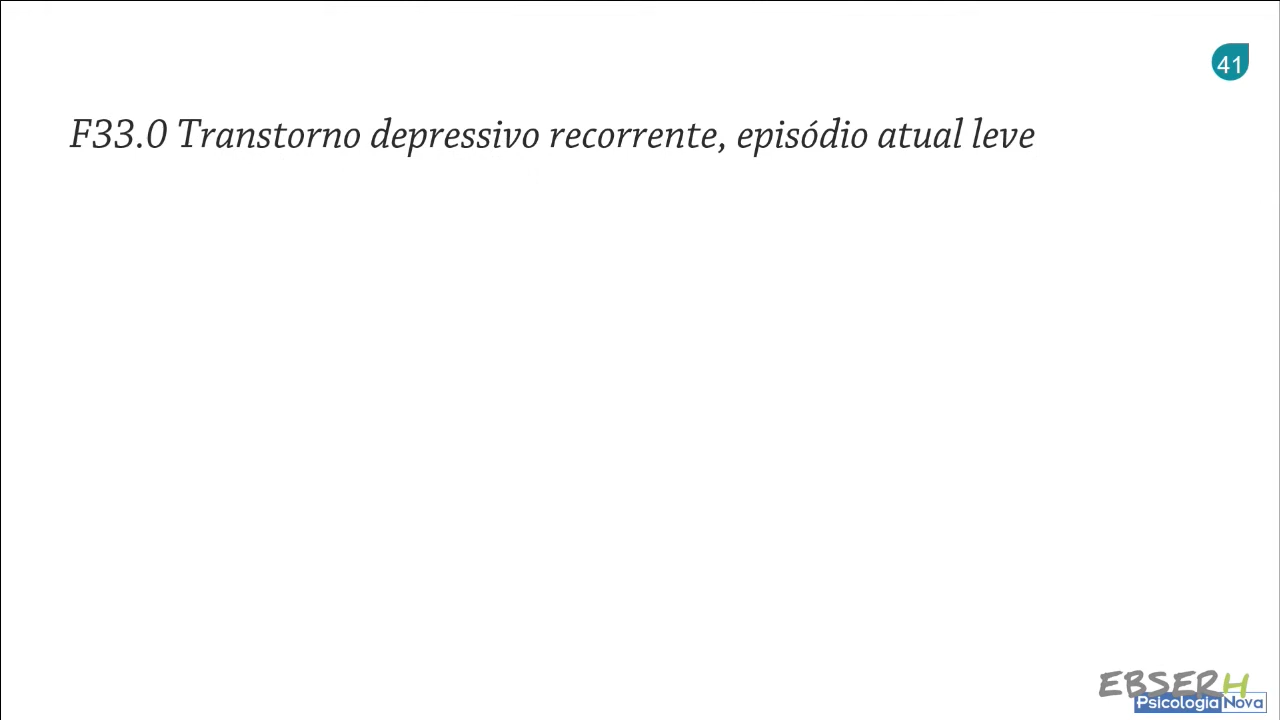 41
F33.0 Transtorno depressivo recorrente, episódio atual leve
EBSERH
Psicologia Nova